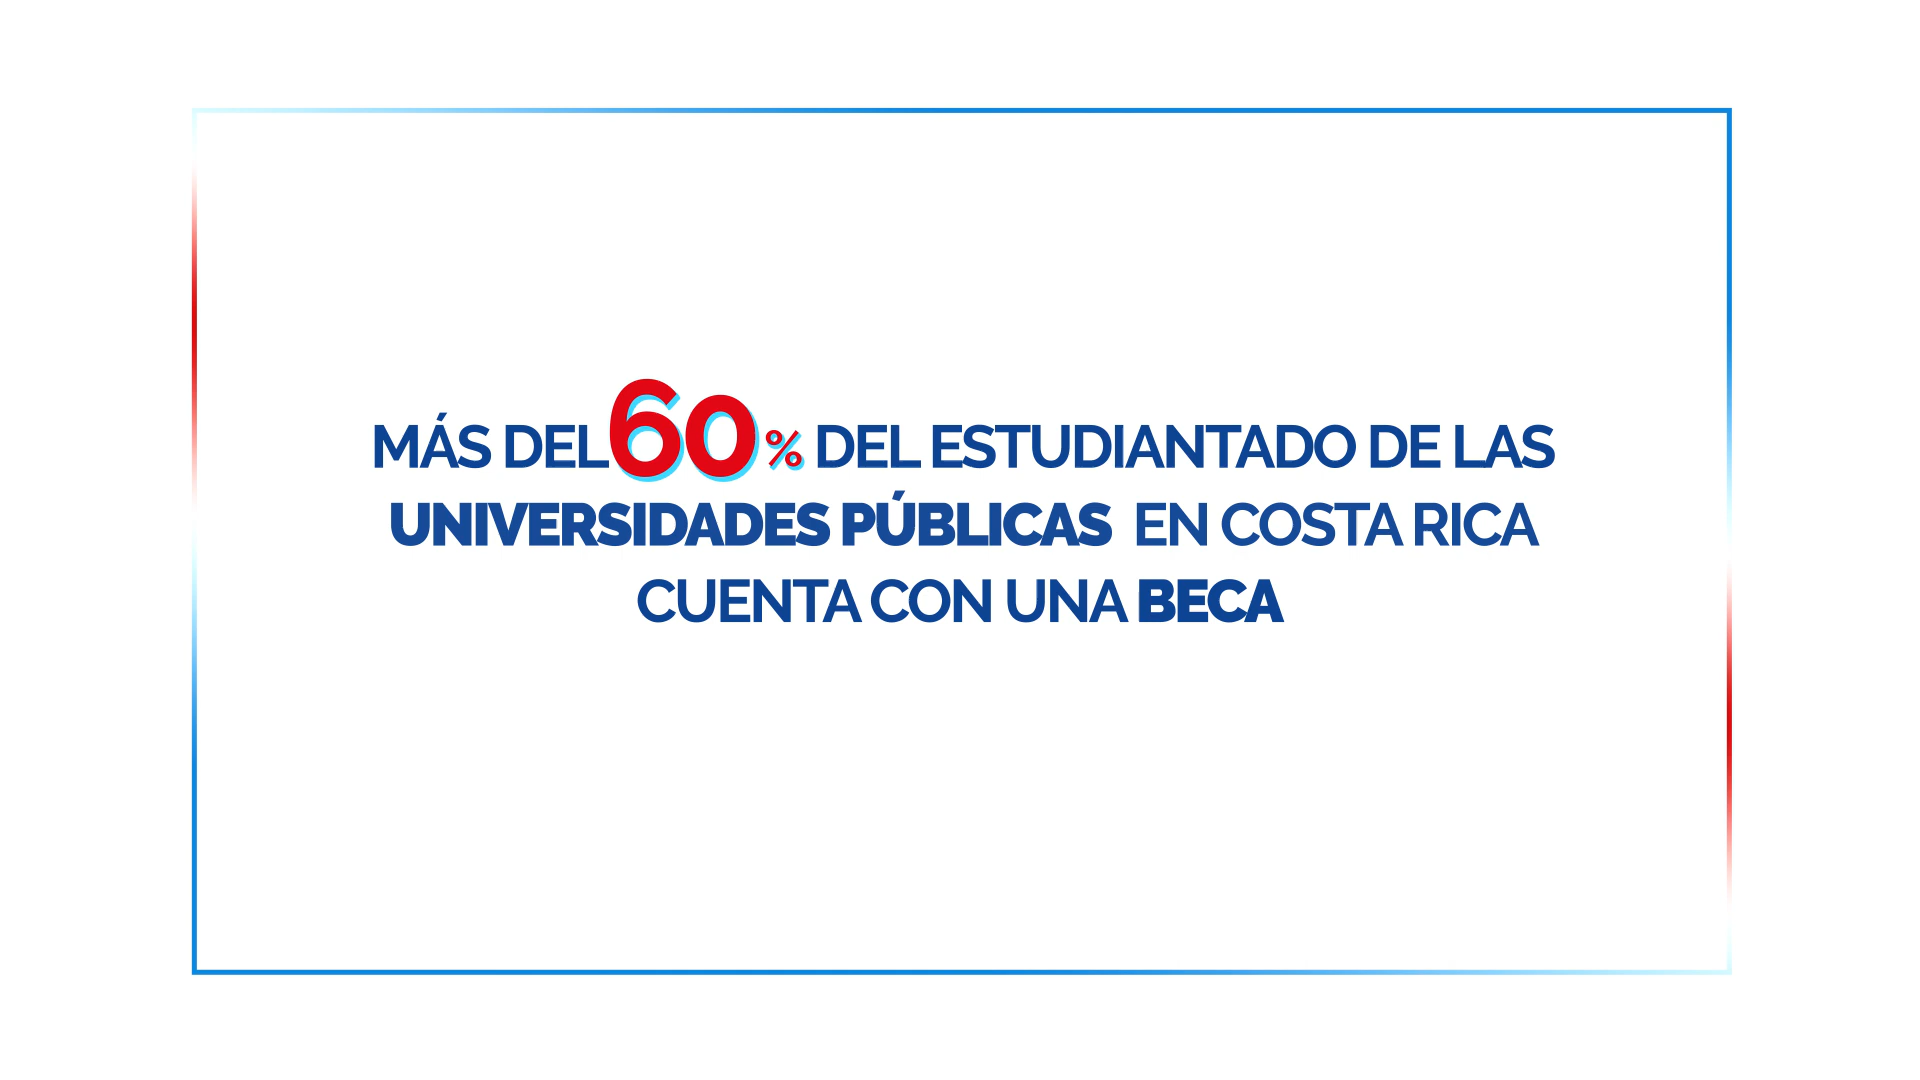 MÁS DEL 60% DEL ESTUDIANTADO DE LAS
UNIVERSIDADES PÚBLICAS EN COSTA RICA
CUENTA CON UNA BECA